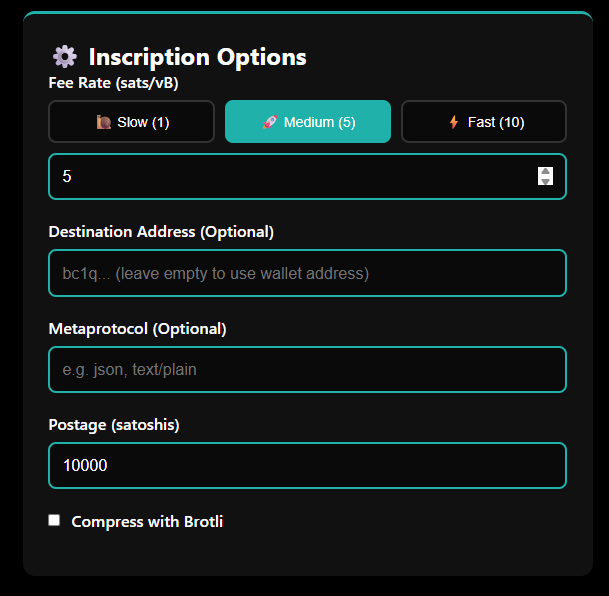 Inscription Options
Fee Rate (sats/vB)
Slow (1)
Medium (5)
Fast (10)
5
Destination Address (Optional)
bc1q... (leave empty to use wallet address)
Metaprotocol (Optional)
e.g. json, text/plain
Postage (satoshis)
10000
Compress with Brotli